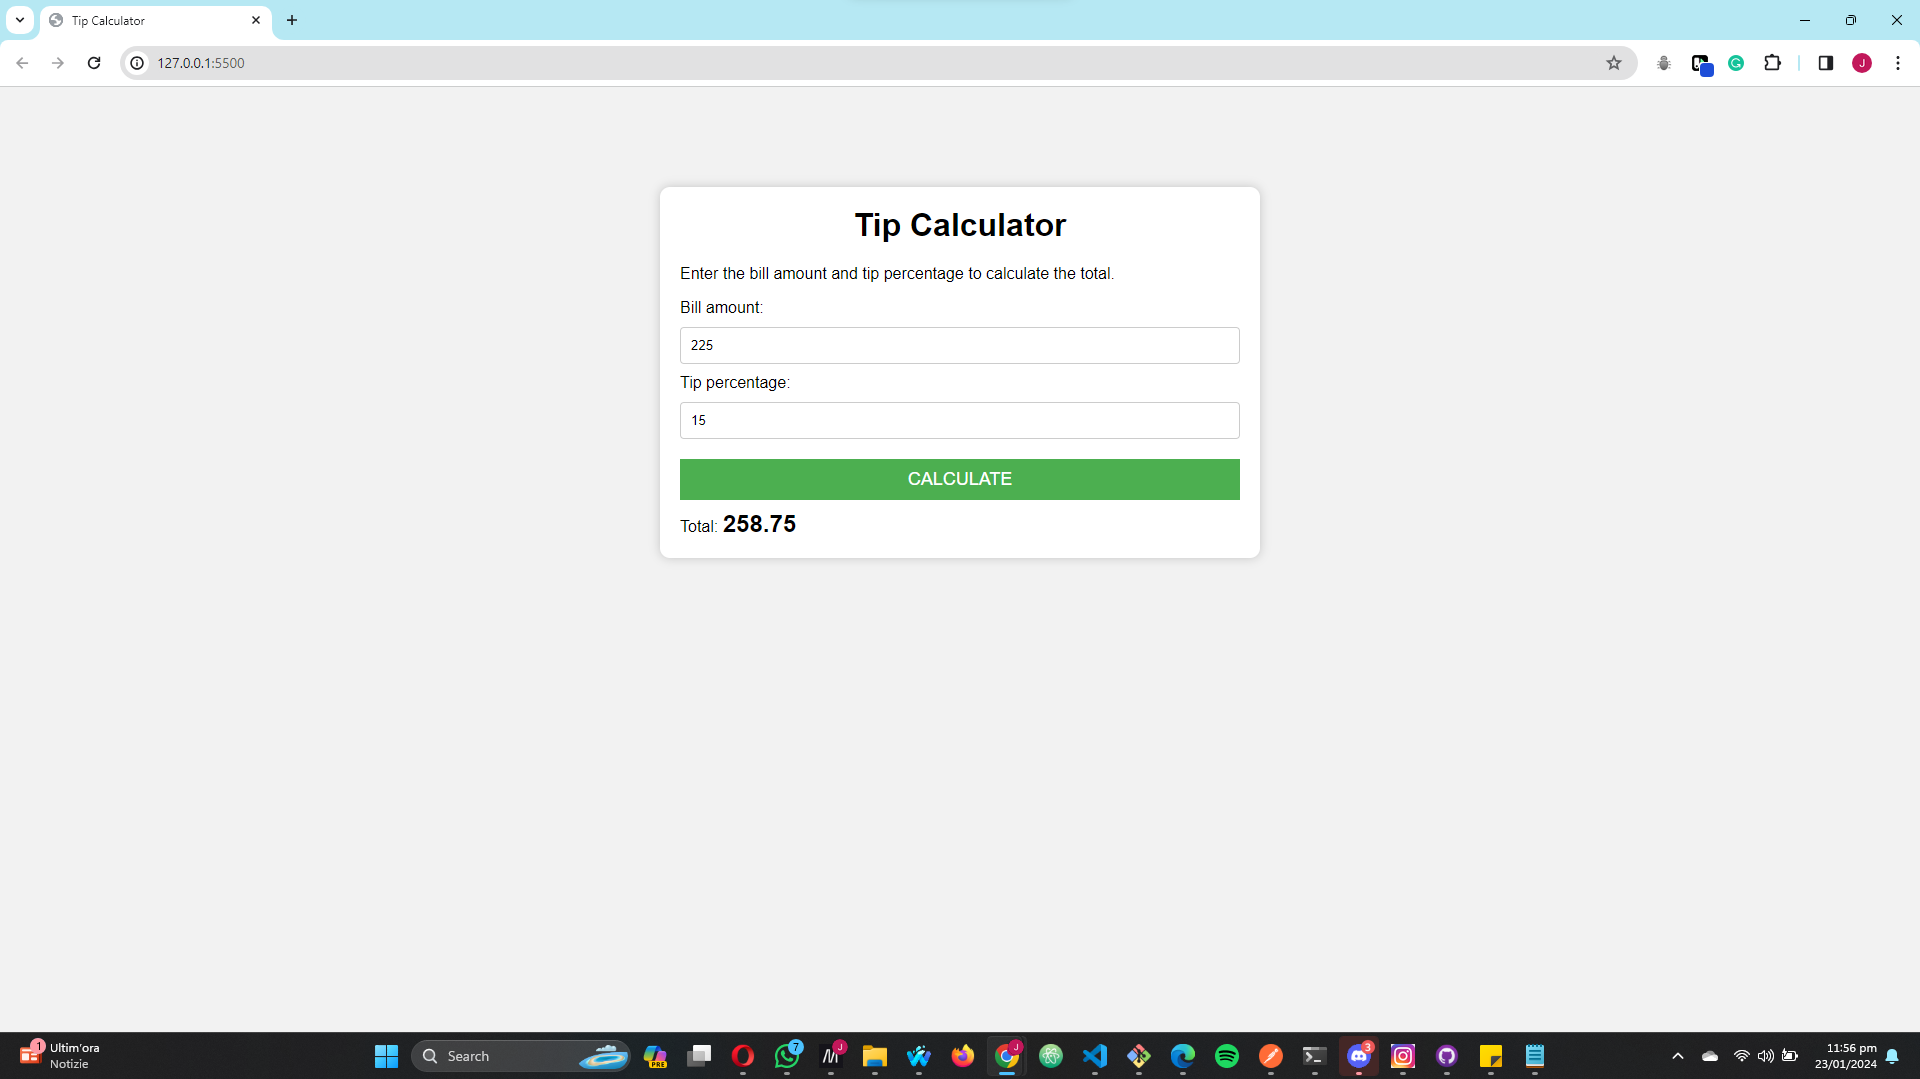 Tip Calculator
127.0.0.1:5500
J
Tip Calculator
Enter the bill amount and tip percentage to calculate the total.
Bill amount:
225
Tip percentage:
15
CALCULATE
Total: 258.75
1
Ultim'ora
Notizie
Search
PRE
7
J
J
3
11:56 pm
23/01/2024